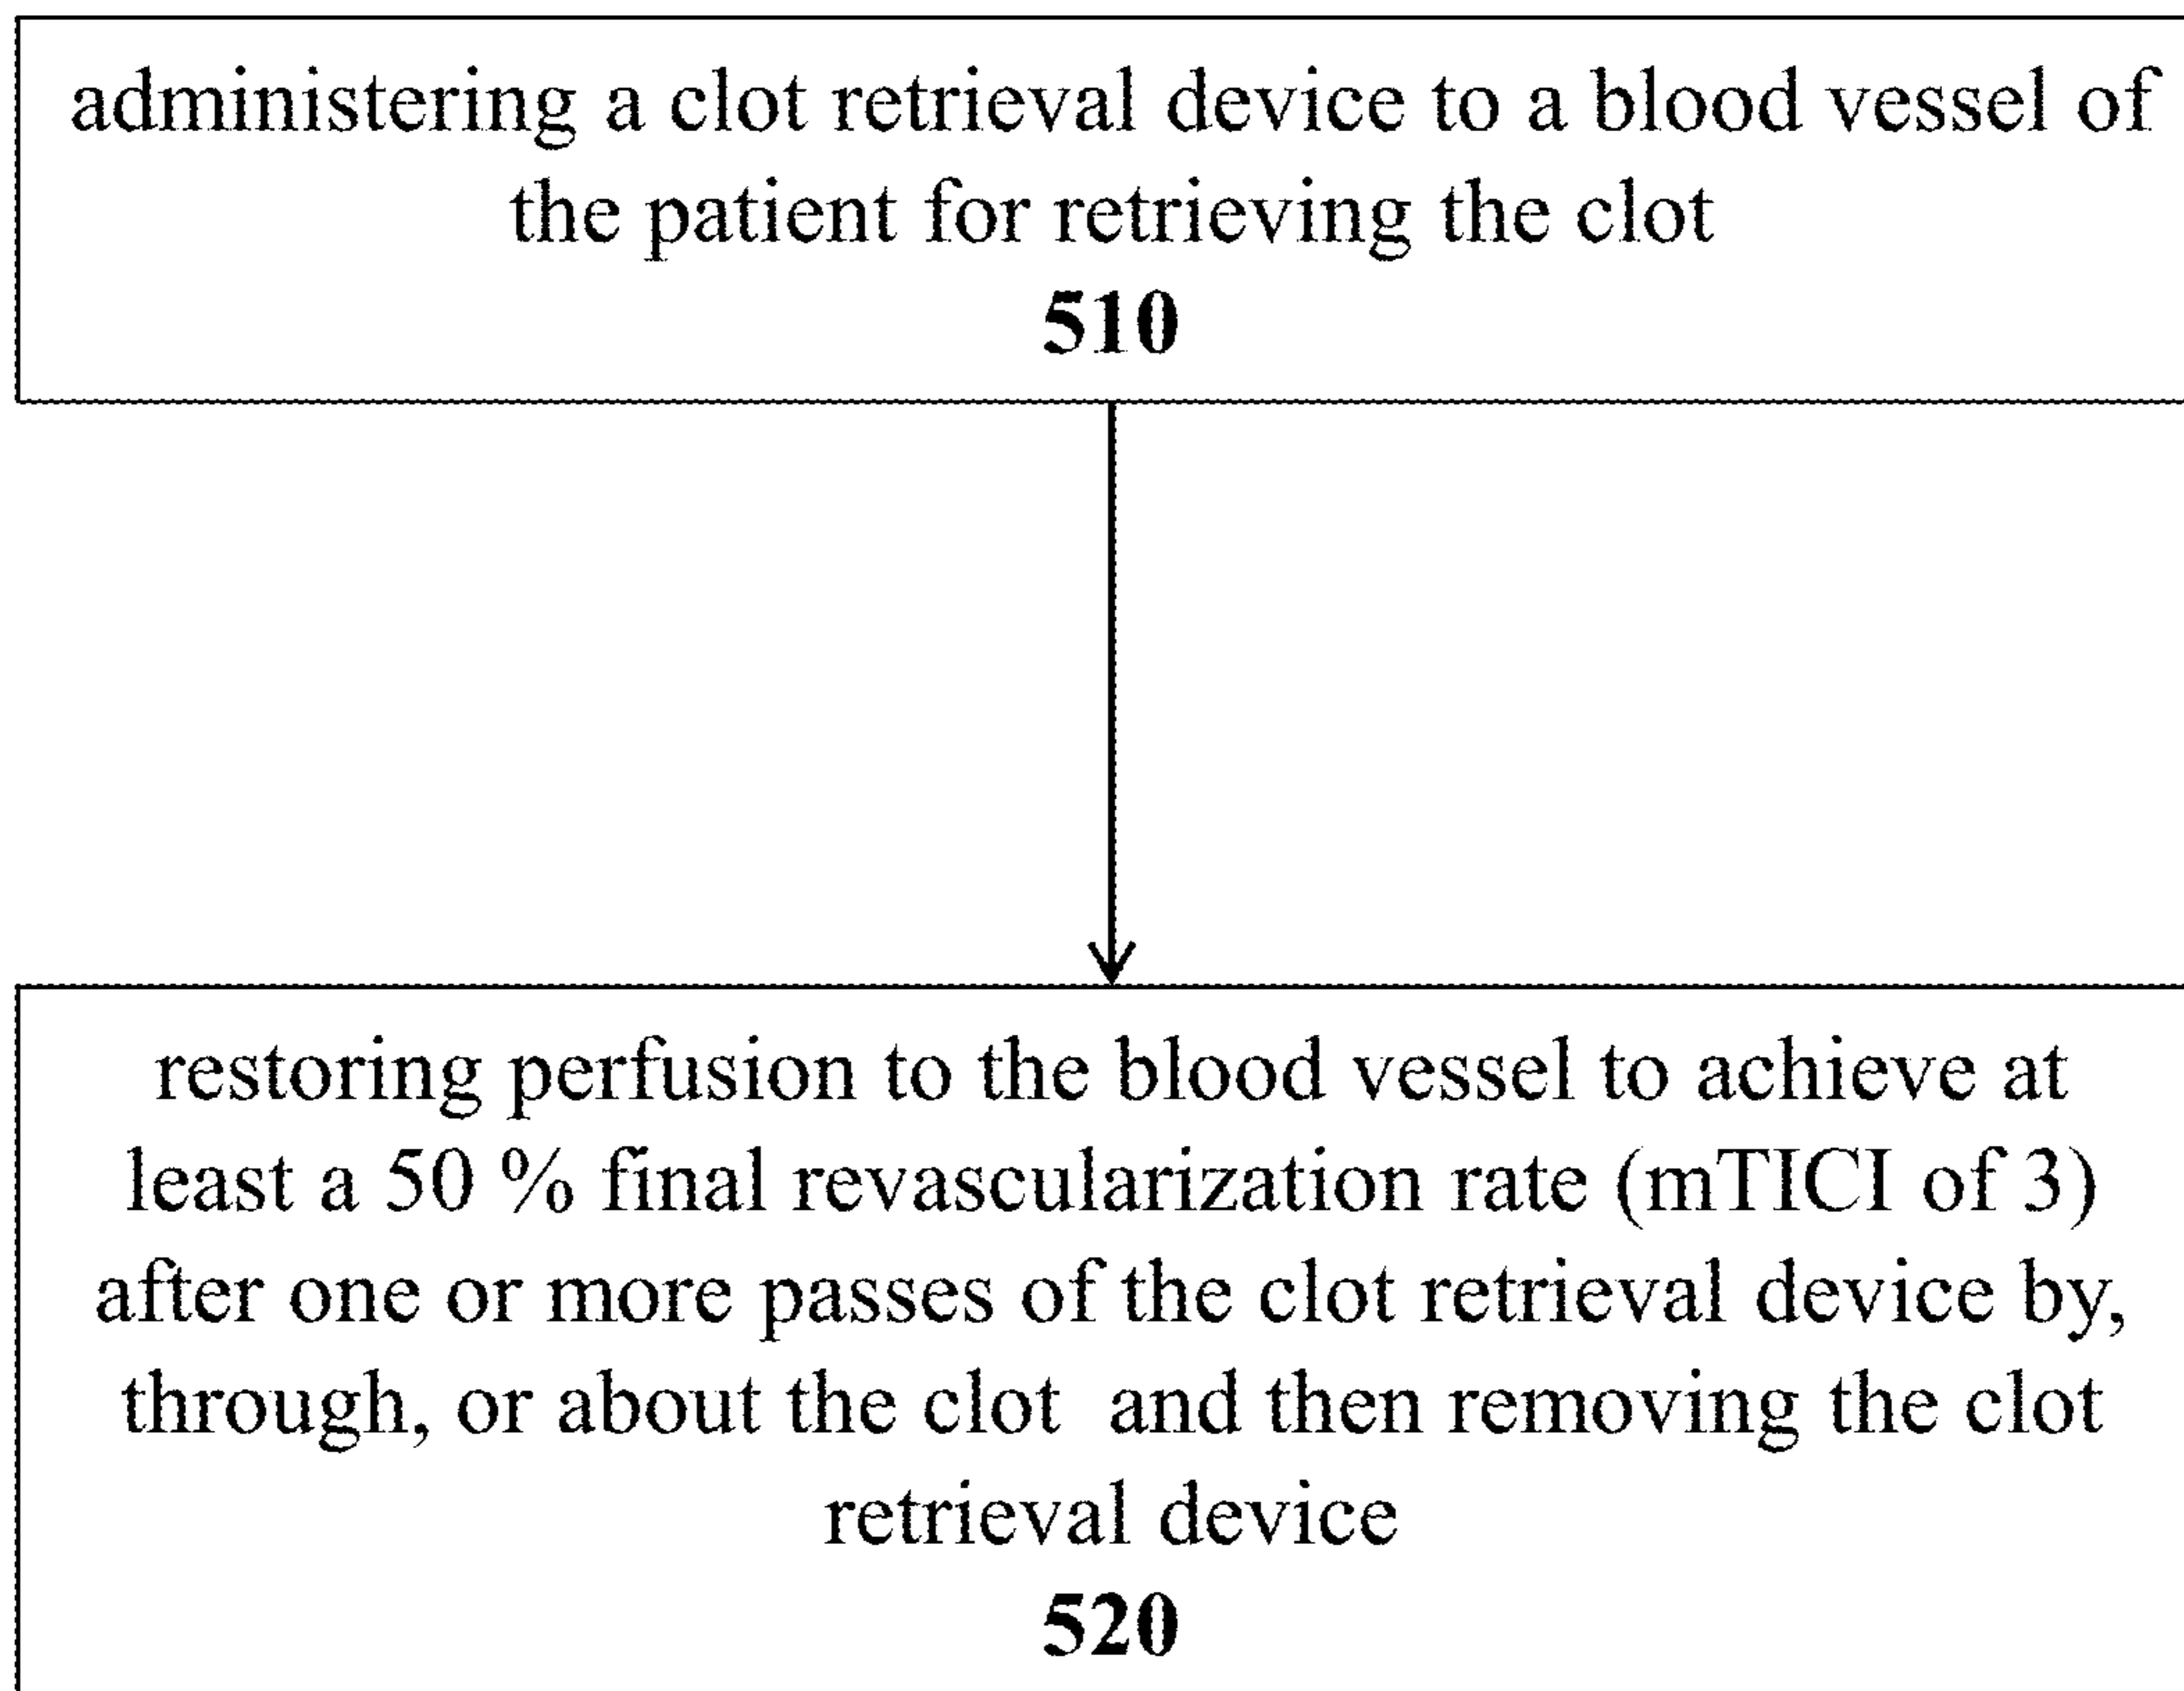 administering a clot retrieval device to a blood vessel of
the patient for retrieving the clot
510
restoring perfusion to the blood vessel to achieve at
least a 50 % final revascularization rate (mTICI of 3)
after one or more passes of the clot retrieval device by,
through, or about the clot and then removing the clot
retrieval device
520